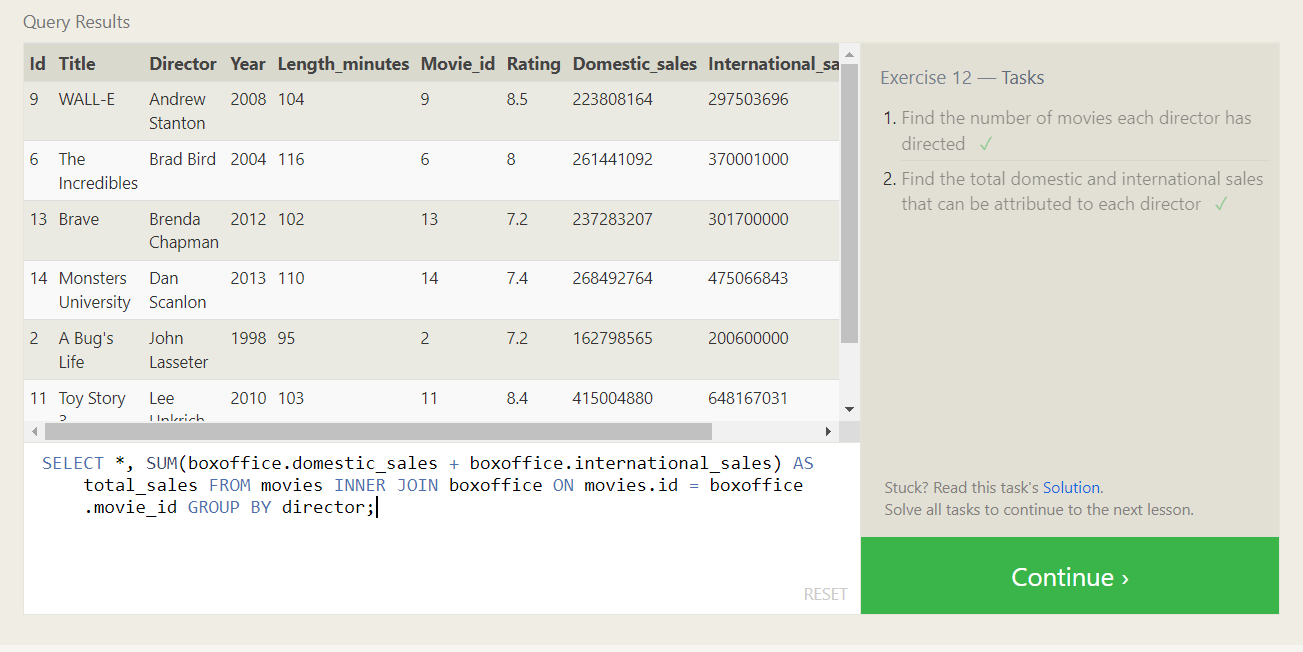 Query Results
Id Title Director Year Length_minutes Movie_id Rating Domestic_sales International_sa
9 WALL-E Andrew 2008 104 9 8.5 223808164 297503696
Stanton
6 The Brad Bird 2004 116 6 8 261441092 370001000
Incredibles
13 Brave Brenda 2012 102 13 7.2 237283207 301700000
Chapman
14 Monsters Dan 2013 110 14 7.4 268492764 475066843
University Scanlon
2 A Bug's John 1998 95 2 7.2 162798565 200600000
Life Lasseter
11 Toy Story Lee 2010 103 11 8.4 415004880 648167031
3 Unkrich
SELECT *, SUM(boxoffice.domestic_sales + boxoffice.international_sales) AS
total_sales FROM movies INNER JOIN boxoffice ON movies.id = boxoffice
.movie_id GROUP BY director;
RESET
Exercise 12 — Tasks
1. Find the number of movies each director has
directed ✓
2. Find the total domestic and international sales
that can be attributed to each director ✓
Stuck? Read this task's Solution.
Solve all tasks to continue to the next lesson.
Continue ›